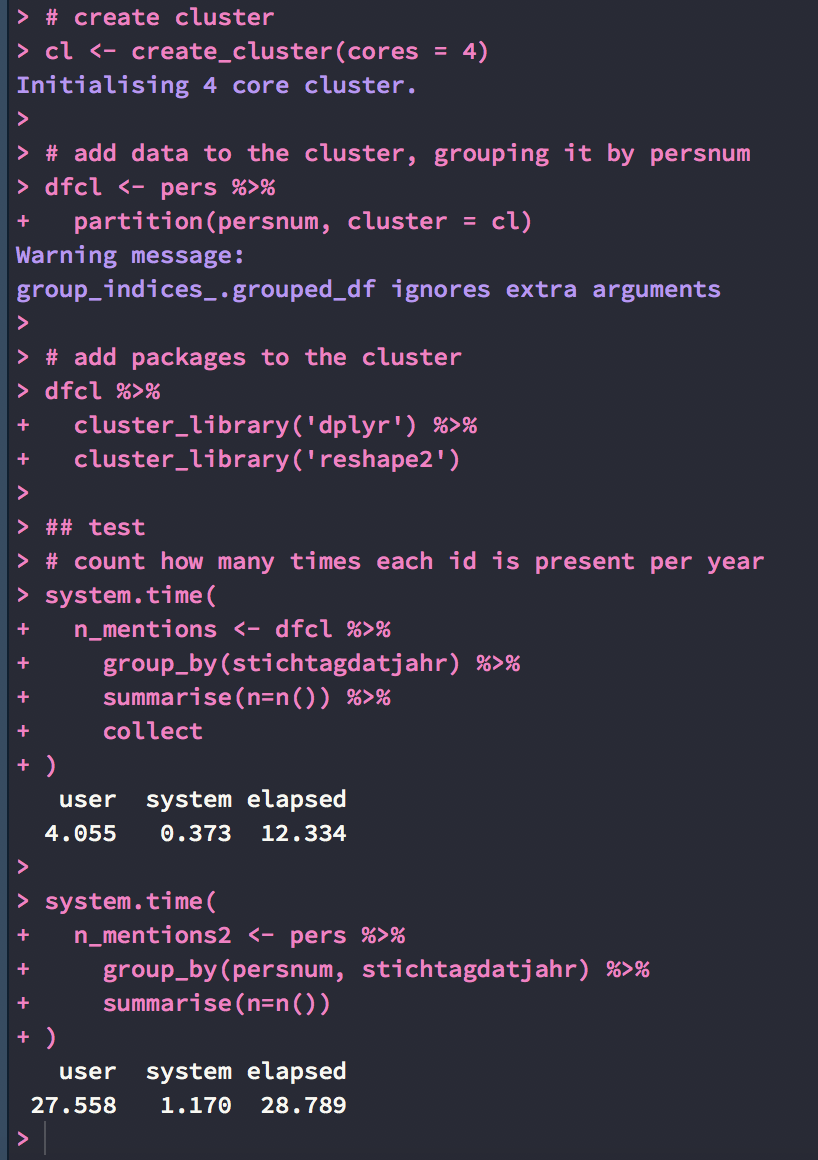 > # create cluster
> cl <- create_cluster(cores = 4)
Initialising 4 core cluster.
>
> # add data to the cluster, grouping it by persnum
> dfcl <- pers %>%
+   partition(persnum, cluster = cl)
Warning message:
group_indices_.grouped_df ignores extra arguments
>
> # add packages to the cluster
> dfcl %>%
+   cluster_library('dplyr') %>%
+   cluster_library('reshape2')
>
> ## test
> # count how many times each id is present per year
> system.time(
+   n_mentions <- dfcl %>%
+     group_by(stichtagdatjahr) %>%
+     summarise(n=n()) %>%
+     collect
+ )
   user  system elapsed
  4.055   0.373  12.334
>
> system.time(
+   n_mentions2 <- pers %>%
+     group_by(persnum, stichtagdatjahr) %>%
+     summarise(n=n())
+ )
   user  system elapsed
 27.558   1.170  28.789
>